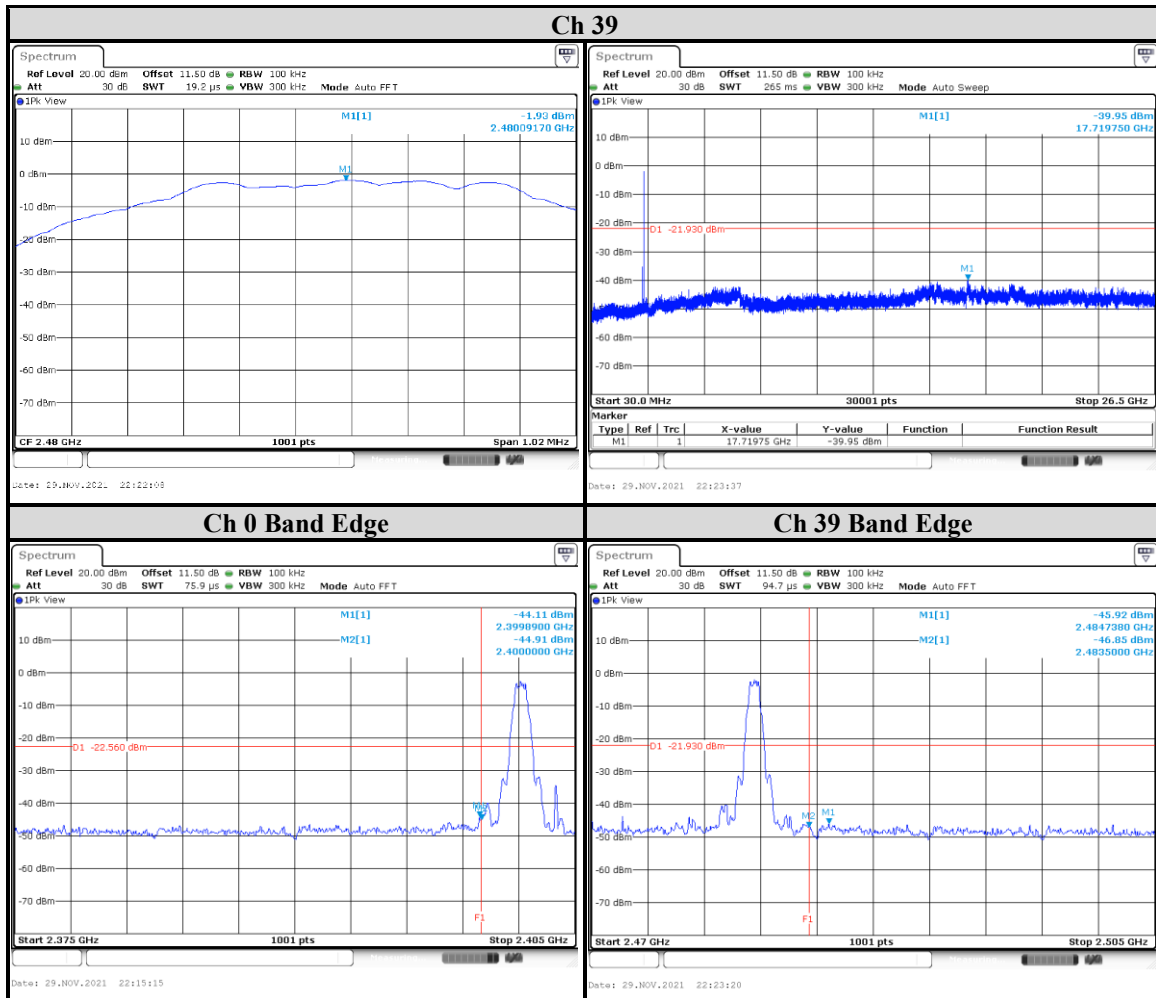 Ch 39
Spectrum
Ref Level 20.00 dBm Offset 11.50 dB RBW 100 kHz
Att 30 dB SWT 19.2 µs VBW 300 kHz Mode Auto FFT
1Pk View
M1[1] -1.93 dBm
2.48009170 GHz
10 dBm
0 dBm
M1
-10 dBm
-20 dBm
-30 dBm
-40 dBm
-50 dBm
-60 dBm
-70 dBm
CF 2.48 GHz 1001 pts Span 1.02 MHz
Date: 29.NOV.2021 22:22:08
Spectrum
Ref Level 20.00 dBm Offset 11.50 dB RBW 100 kHz
Att 30 dB SWT 265 ms VBW 300 kHz Mode Auto Sweep
1Pk View
M1[1] -39.95 dBm
17.719750 GHz
10 dBm
0 dBm
-10 dBm
-20 dBm
D1 -21.930 dBm
-30 dBm
M1
-40 dBm
-50 dBm
-60 dBm
-70 dBm
Start 30.0 MHz 30001 pts Stop 26.5 GHz
Marker
Type Ref Trc X-value Y-value Function Function Result
M1 1 17.71975 GHz -39.95 dBm
Date: 29.NOV.2021 22:23:37
Ch 0 Band Edge
Spectrum
Ref Level 20.00 dBm Offset 11.50 dB RBW 100 kHz
Att 30 dB SWT 75.9 µs VBW 300 kHz Mode Auto FFT
1Pk View
M1[1] -44.11 dBm
2.3998900 GHz
10 dBm M2[1] -44.91 dBm
2.4000000 GHz
0 dBm
-10 dBm
-20 dBm
D1 -22.560 dBm
-30 dBm
-40 dBm
-50 dBm
-60 dBm
-70 dBm
F1
Start 2.375 GHz 1001 pts Stop 2.405 GHz
Date: 29.NOV.2021 22:15:15
Ch 39 Band Edge
Spectrum
Ref Level 20.00 dBm Offset 11.50 dB RBW 100 kHz
Att 30 dB SWT 94.7 µs VBW 300 kHz Mode Auto FFT
1Pk View
M1[1] -45.92 dBm
2.4847380 GHz
10 dBm M2[1] -46.85 dBm
2.4835000 GHz
0 dBm
-10 dBm
-20 dBm
D1 -21.930 dBm
-30 dBm
-40 dBm
M2 M1
-50 dBm
-60 dBm
-70 dBm
F1
Start 2.47 GHz 1001 pts Stop 2.505 GHz
Date: 29.NOV.2021 22:23:20